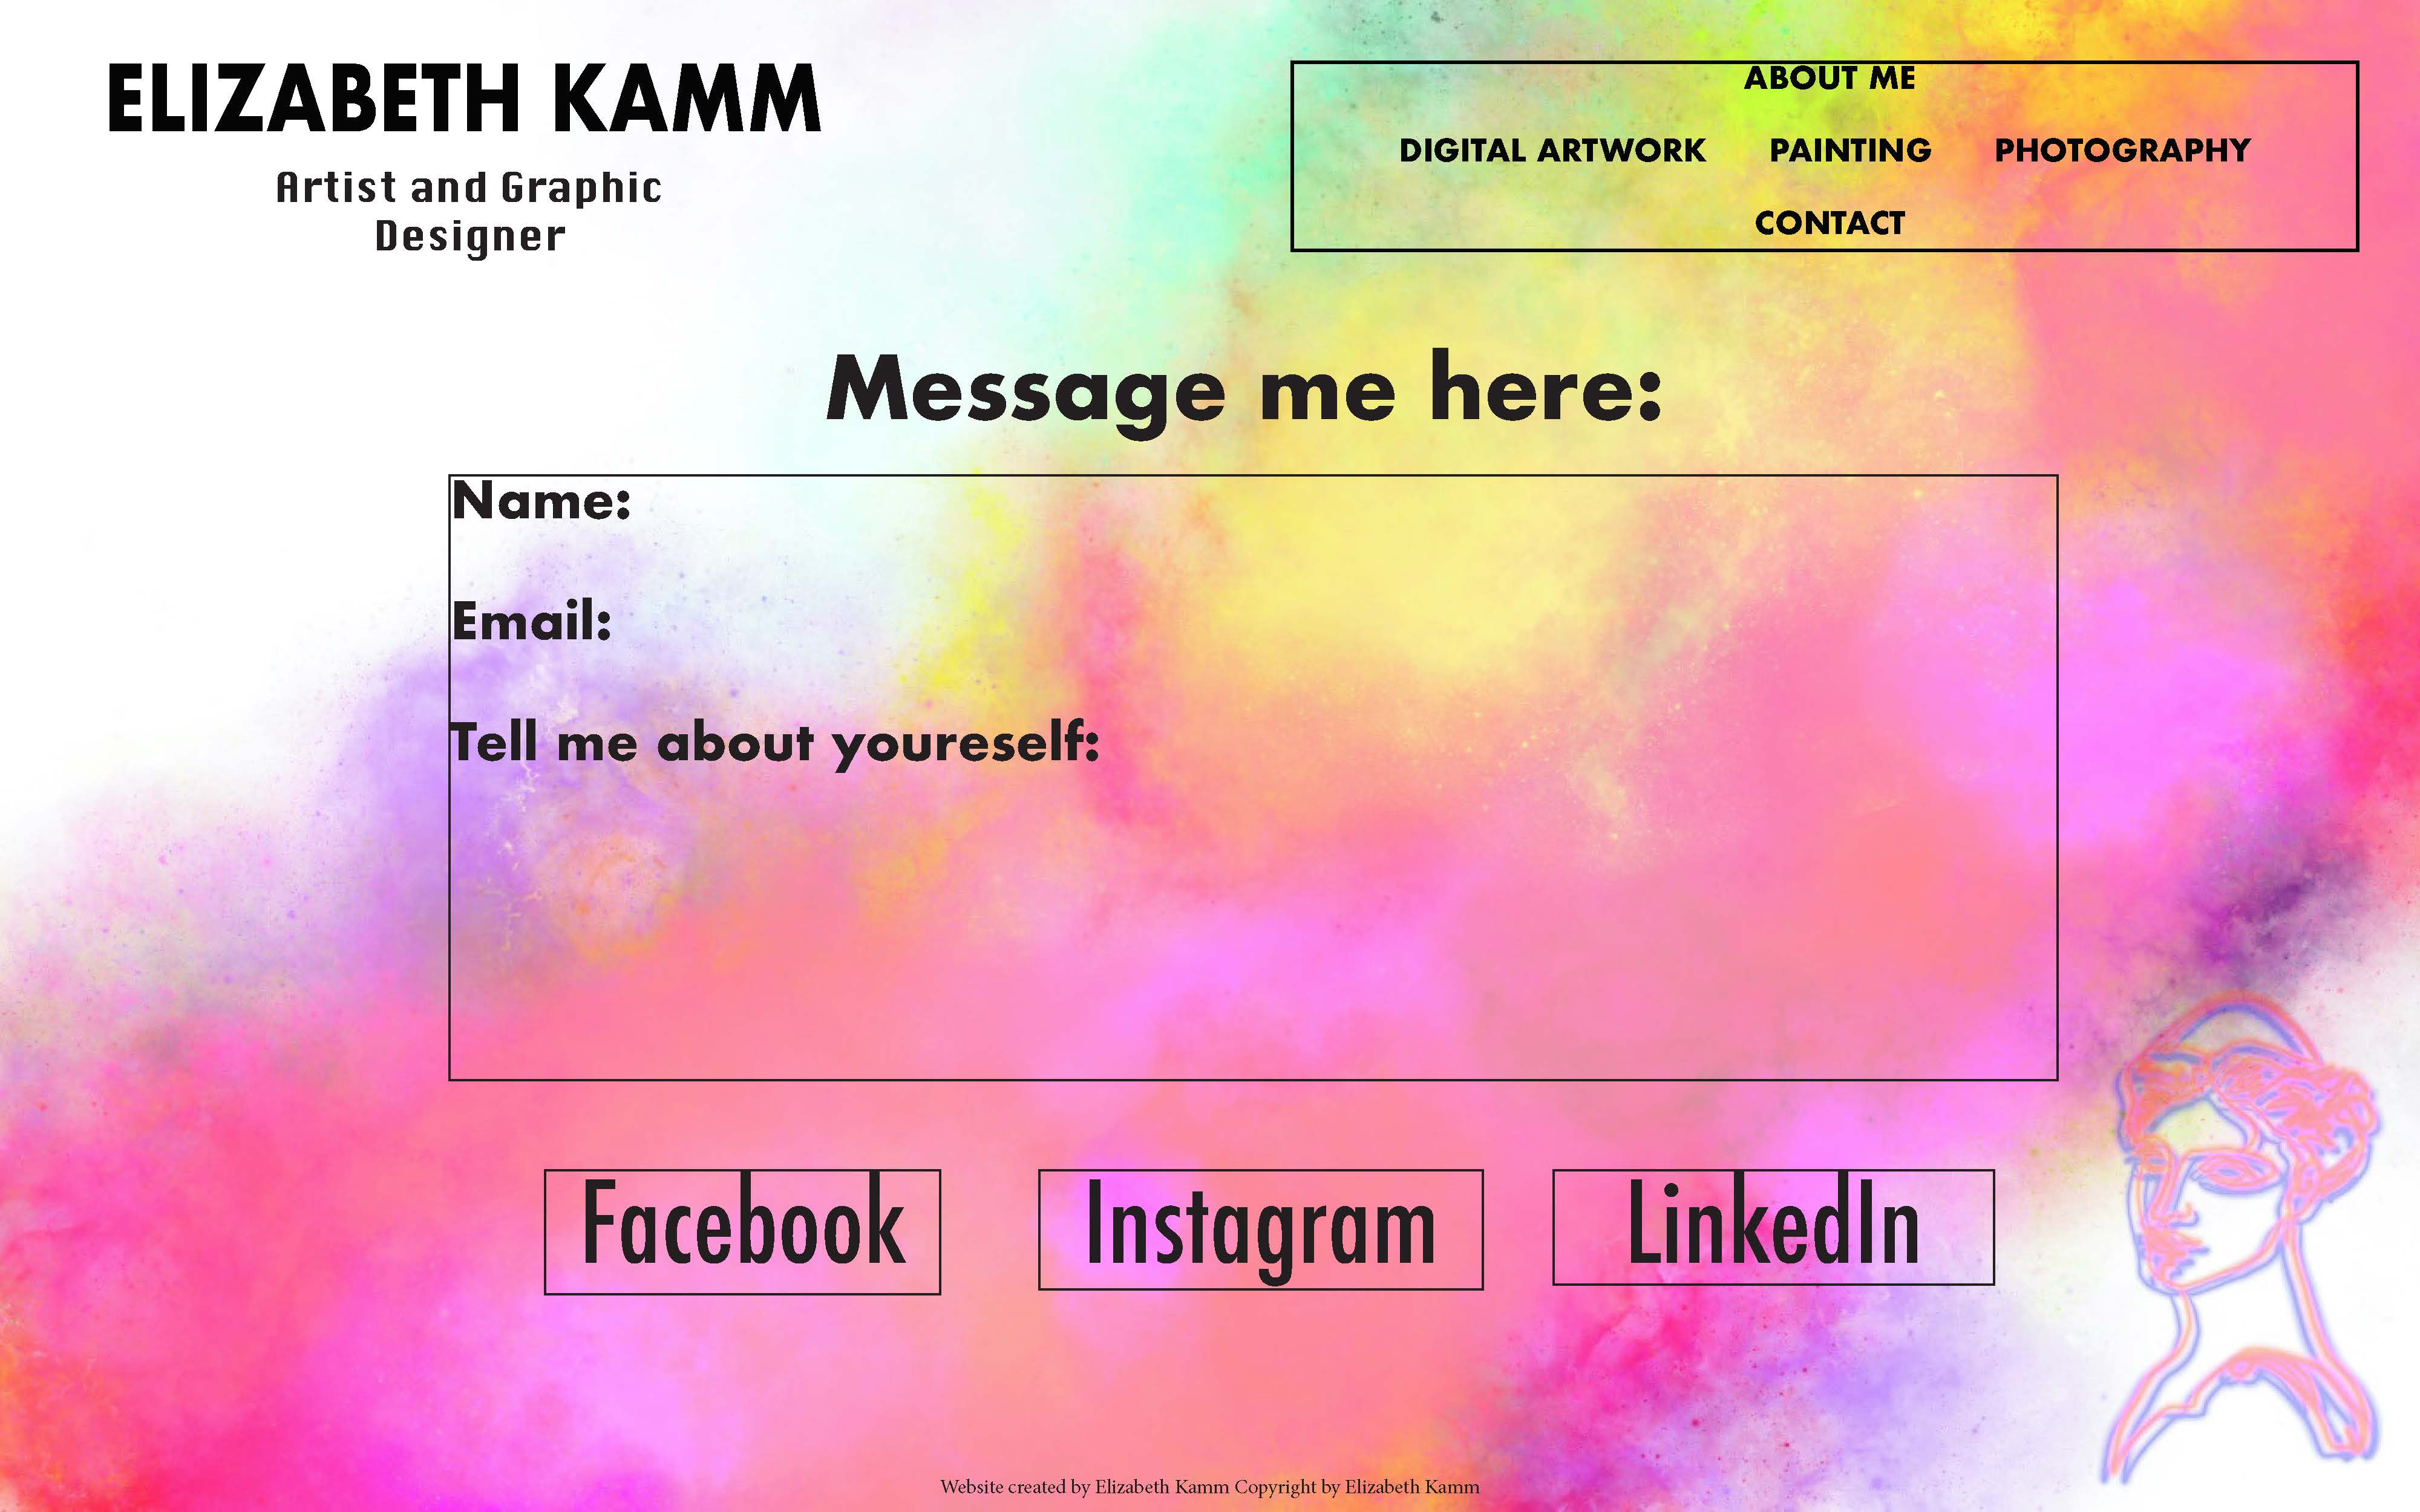 ELIZABETH KAMM
Artist and Graphic
Designer
ABOUT ME
DIGITAL ARTWORK PAINTING PHOTOGRAPHY
CONTACT
Message me here:
Name:
Email:
Tell me about youreself:
Facebook Instagram LinkedIn
Website created by Elizabeth Kamm Copyright by Elizabeth Kamm